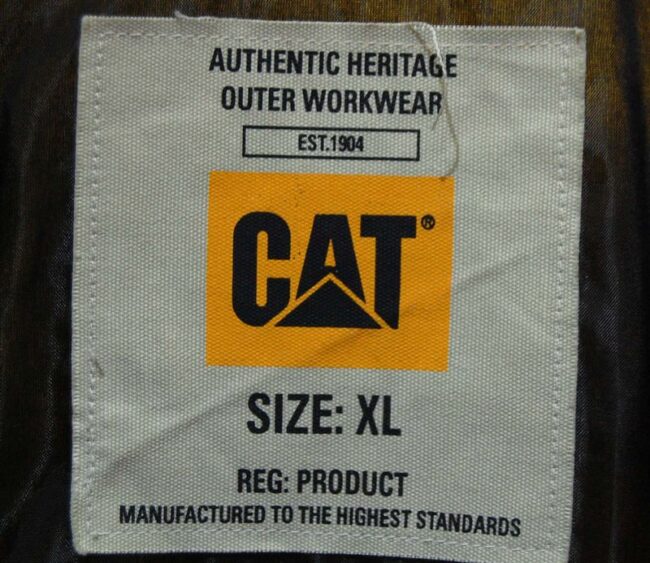 AUTHENTIC HERITAGE
OUTER WORKWEAR
EST.1904
CAT®
SIZE: XL
REG: PRODUCT
MANUFACTURED TO THE HIGHEST STANDARDS